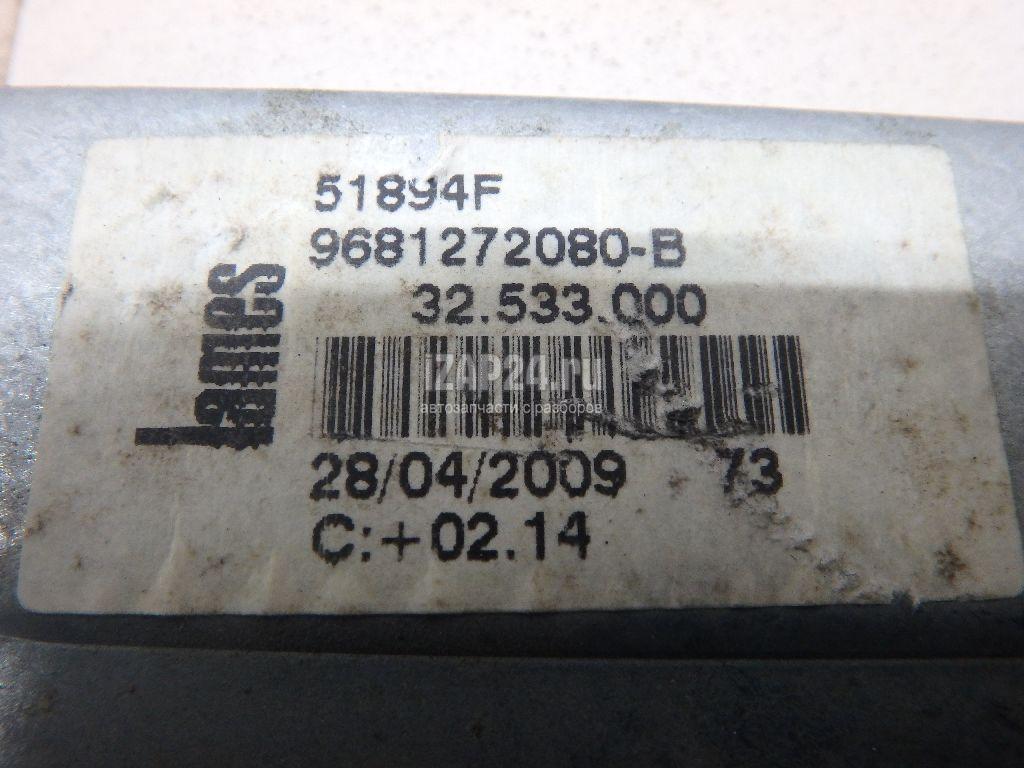 51894F
9681272080-B
32.533.000
Lames
iZAP24.ru
автозапчасти с разборов
28/04/2009 73
C:+02.14